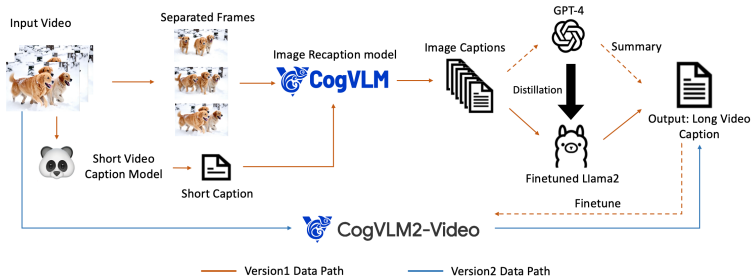 Input Video
Separated Frames
Image Recaption model
CogVLM
Image Captions
GPT-4
Summary
Distillation
Finetuned Llama2
Output: Long Video
Caption
Short Video
Caption Model
Short Caption
Finetune
CogVLM2-Video
Version1 Data Path
Version2 Data Path